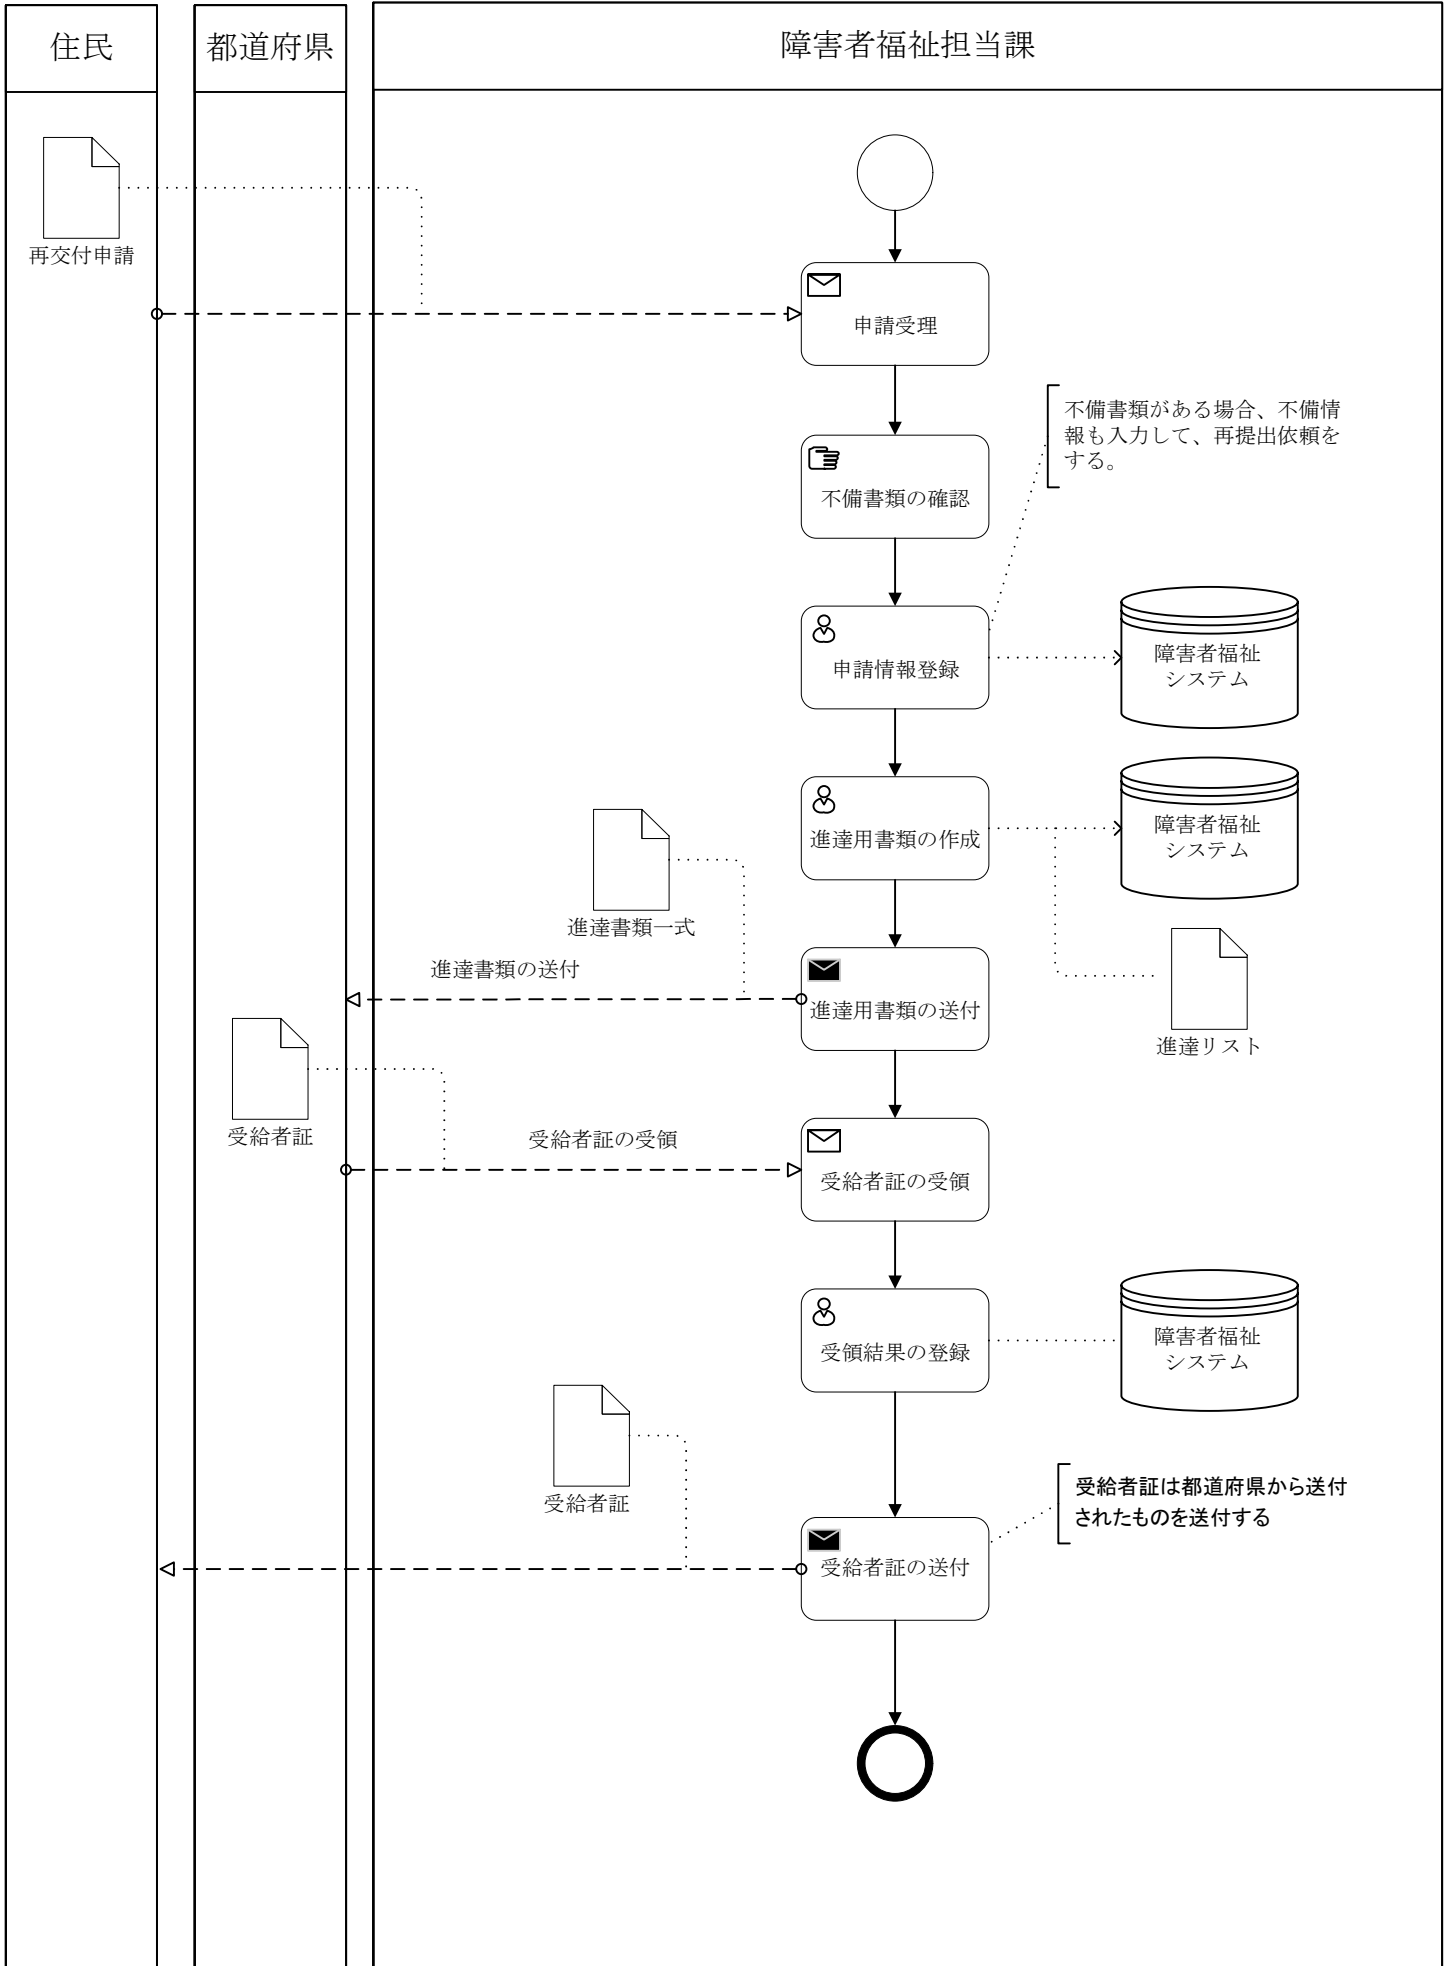 住民
都道府県
障害者福祉担当課
再交付申請
申請受理
不備書類がある場合、不備情
報も入力して、再提出依頼を
する。
不備書類の確認
申請情報登録
障害者福祉
システム
進達用書類の作成
障害者福祉
システム
進達書類一式
進達書類の送付
進達用書類の送付
進達リスト
受給者証
受給者証の受領
受給者証の受領
受領結果の登録
障害者福祉
システム
受給者証
受給者証は都道府県から送付
されたものを送付する
受給者証の送付